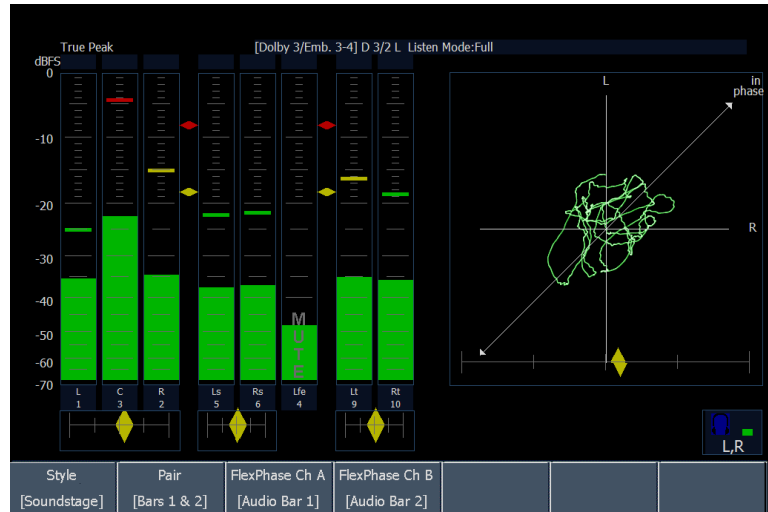 True Peak [Dolby 3/Emb. 3-4] D 3/2 L Listen Mode:Full
dBFS
0
-10
-20
-30
-40
-50
-60
-70
MUTE
L C R Ls Rs Lfe Lt Rt
1 3 2 5 6 4 9 10
L
in
phase
R
L,R
Style Pair FlexPhase Ch A FlexPhase Ch B
[Soundstage] [Bars 1 & 2] [Audio Bar 1] [Audio Bar 2]